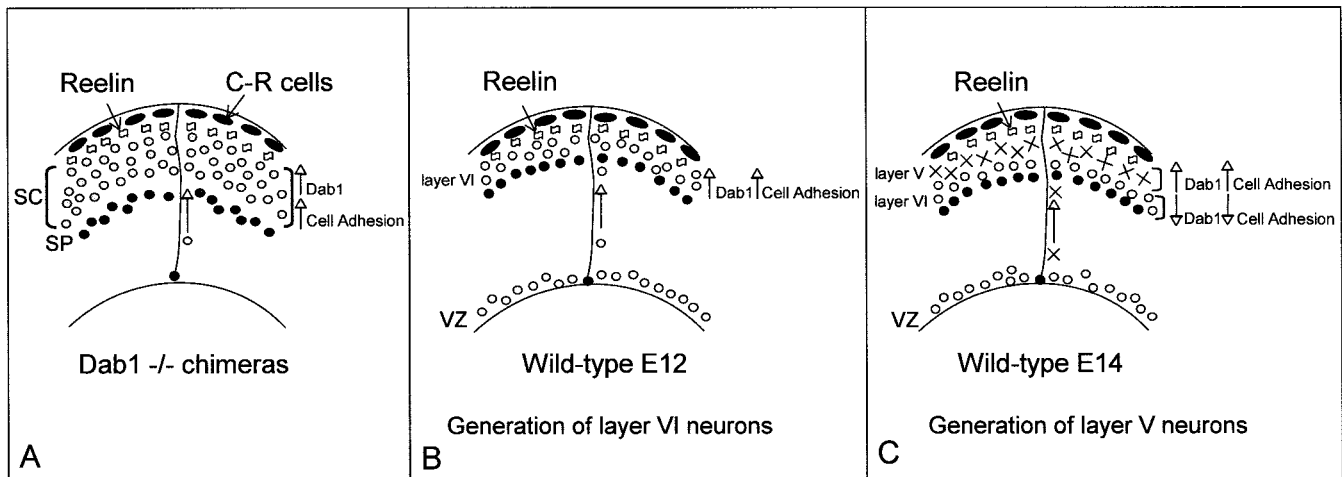 Reelin
C-R cells
SC
Dab1
Cell Adhesion
SP
Dab1 -/- chimeras
A
Reelin
layer VI
Dab1
Cell Adhesion
VZ
Wild-type E12
Generation of layer VI neurons
B
Reelin
layer V
Dab1
Cell Adhesion
layer VI
Dab1
Cell Adhesion
VZ
Wild-type E14
Generation of layer V neurons
C